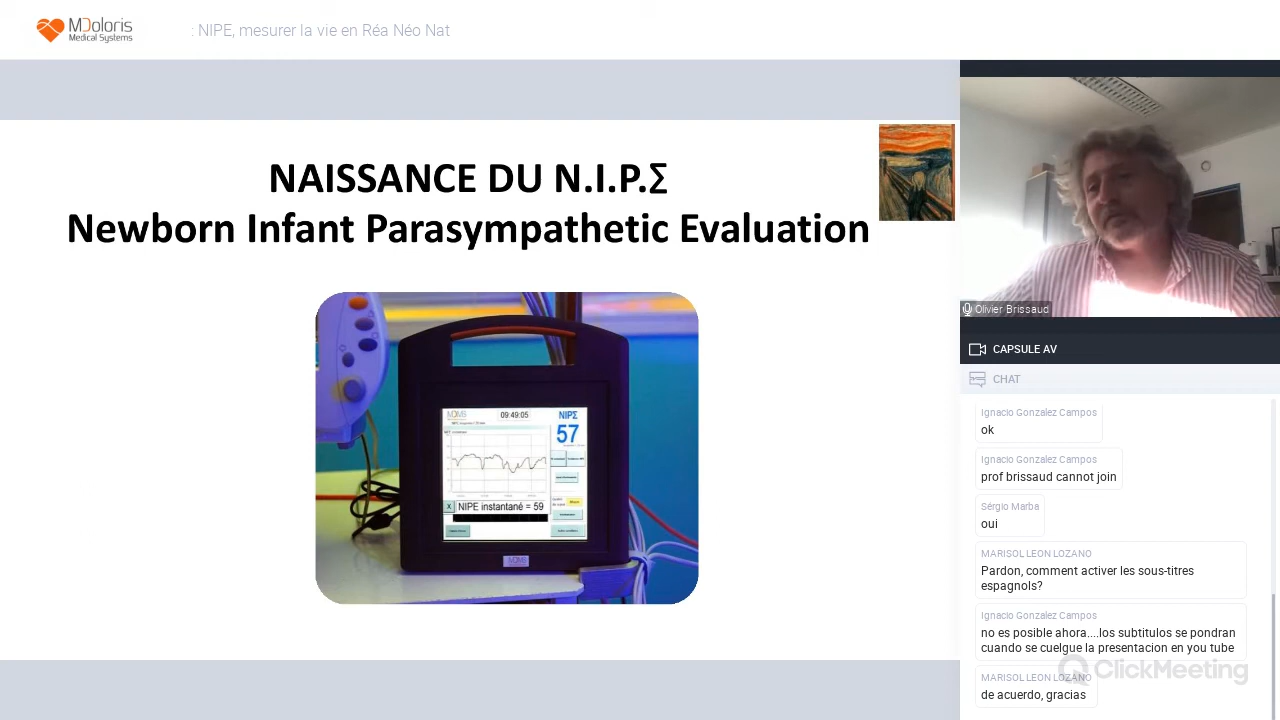 MDoloris
Medical Systems
: NIPE, mesurer la vie en Réa Néo Nat
NAISSANCE DU N.I.P.Σ
Newborn Infant Parasympathetic Evaluation
MDMS
09:49:05
NIPΣ
57
X NIPE instantané = 59
Olivier Brissaud
CAPSULE AV
CHAT
Ignacio Gonzalez Campos
ok
Ignacio Gonzalez Campos
prof brissaud cannot join
Sérgio Marba
oui
MARISOL LEON LOZANO
Pardon, comment activer les sous-titres
espagnols?
Ignacio Gonzalez Campos
no es posible ahora....los subtitulos se pondran
cuando se cuelgue la presentacion en you tube
MARISOL LEON LOZANO
de acuerdo, gracias
ClickMeeting